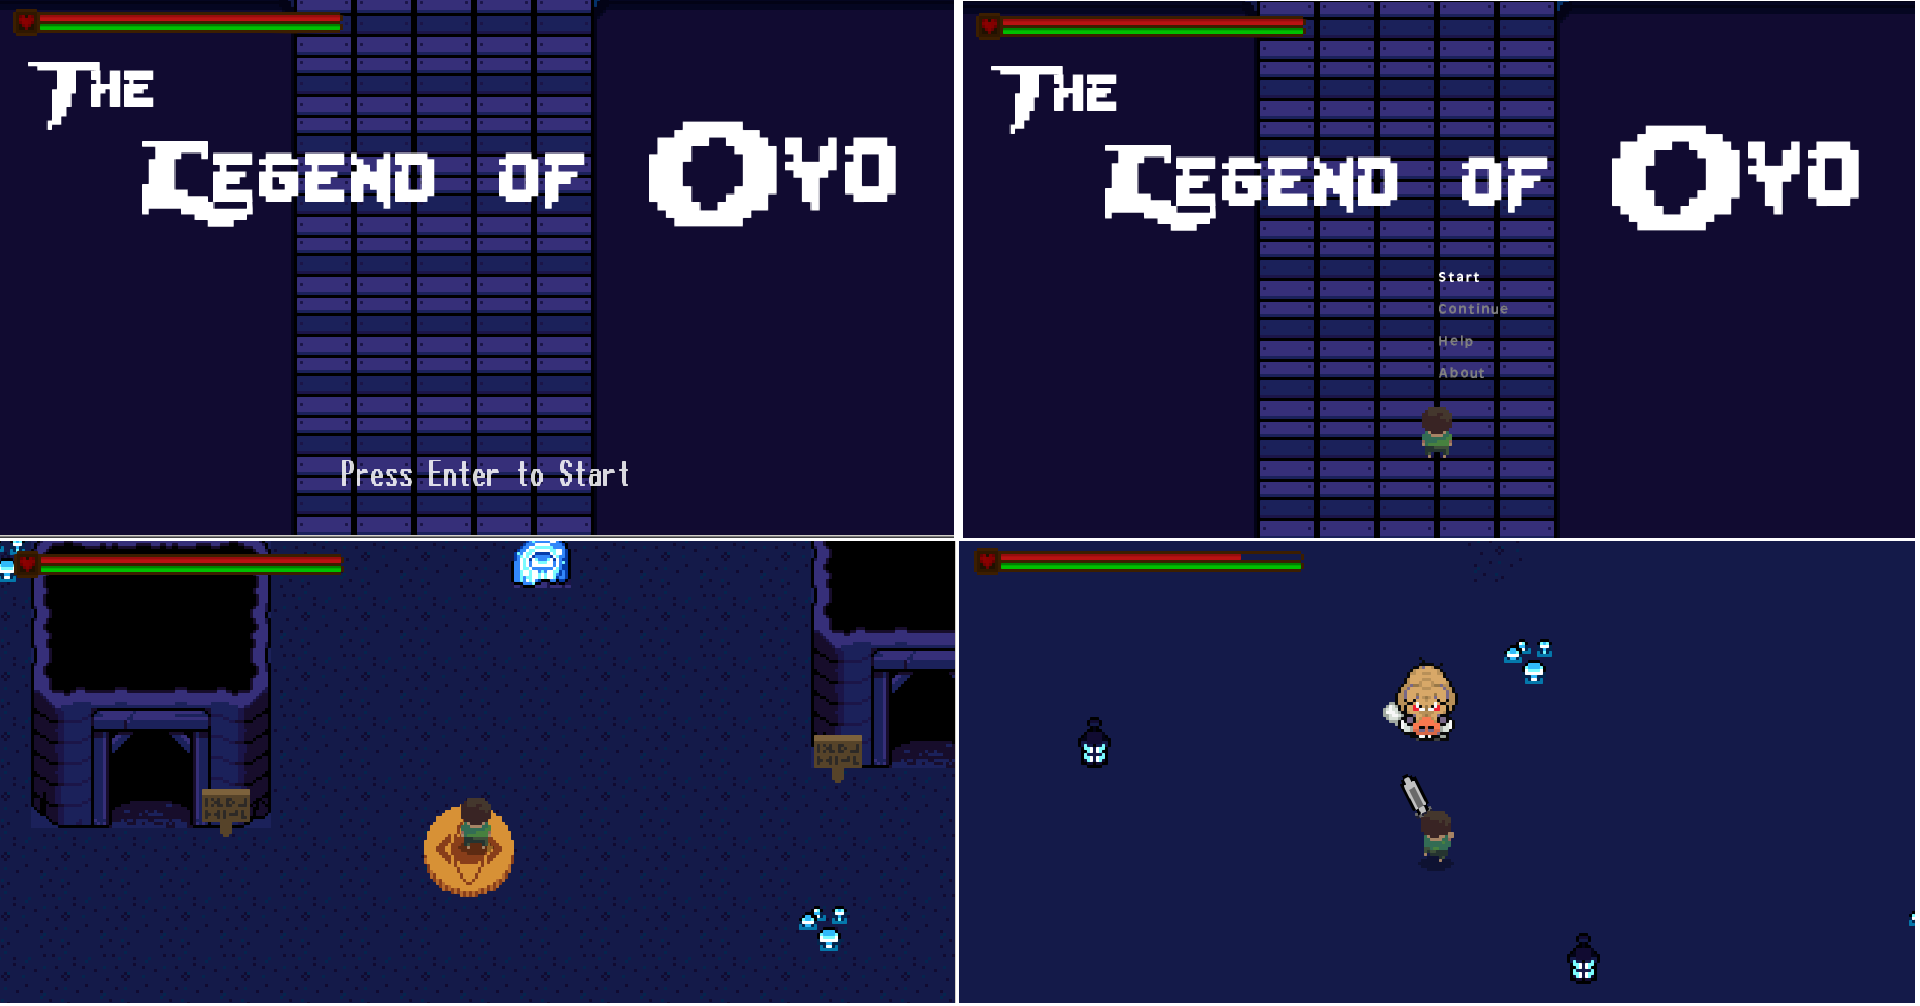 The
Legend of Oyo
Press Enter to Start
The
Legend of Oyo
Start
Continue
Help
About